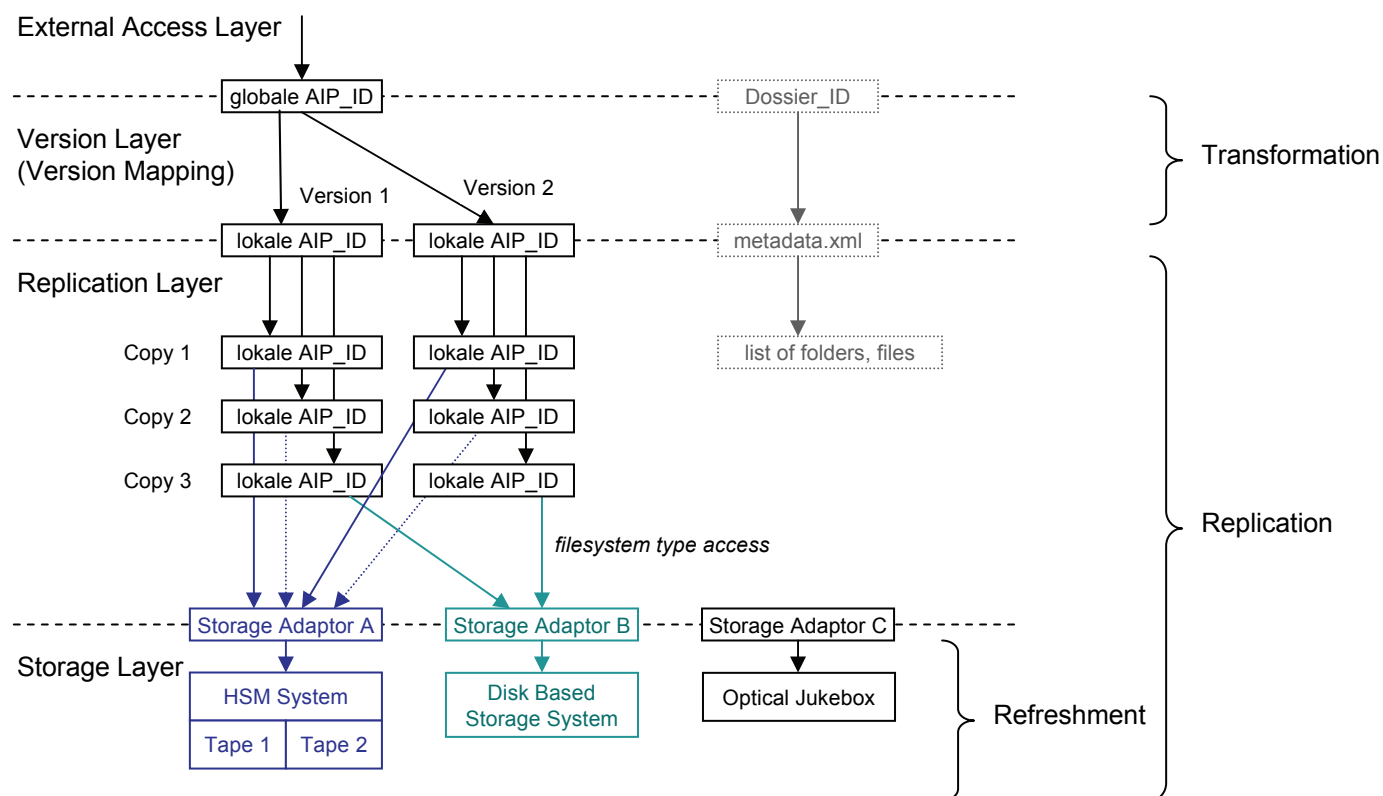 External Access Layer
globale AIP_ID
Dossier_ID
Version Layer
(Version Mapping)
Transformation
Version 1
Version 2
lokale AIP_ID
lokale AIP_ID
metadata.xml
Replication Layer
Copy 1
lokale AIP_ID
lokale AIP_ID
list of folders, files
Copy 2
lokale AIP_ID
lokale AIP_ID
Copy 3
lokale AIP_ID
lokale AIP_ID
Replication
filesystem type access
Storage Adaptor A
Storage Adaptor B
Storage Adaptor C
Storage Layer
HSM System
Disk Based
Storage System
Optical Jukebox
Refreshment
Tape 1
Tape 2